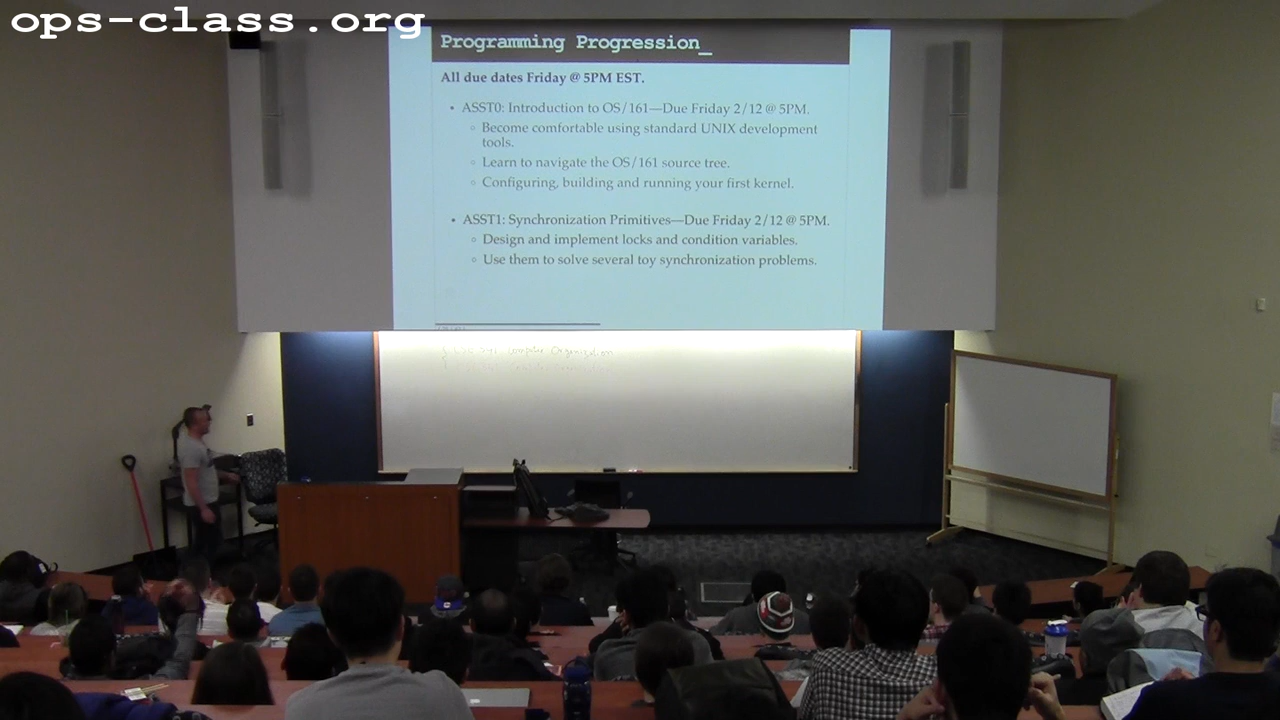 ops-class.org
Programming Progression_
All due dates Friday @ 5PM EST.
• ASST0: Introduction to OS/161—Due Friday 2/12 @ 5PM.
◦ Become comfortable using standard UNIX development
tools.
◦ Learn to navigate the OS/161 source tree.
◦ Configuring, building and running your first kernel.
• ASST1: Synchronization Primitives—Due Friday 2/12 @ 5PM.
◦ Design and implement locks and condition variables.
◦ Use them to solve several toy synchronization problems.
Computer Organization